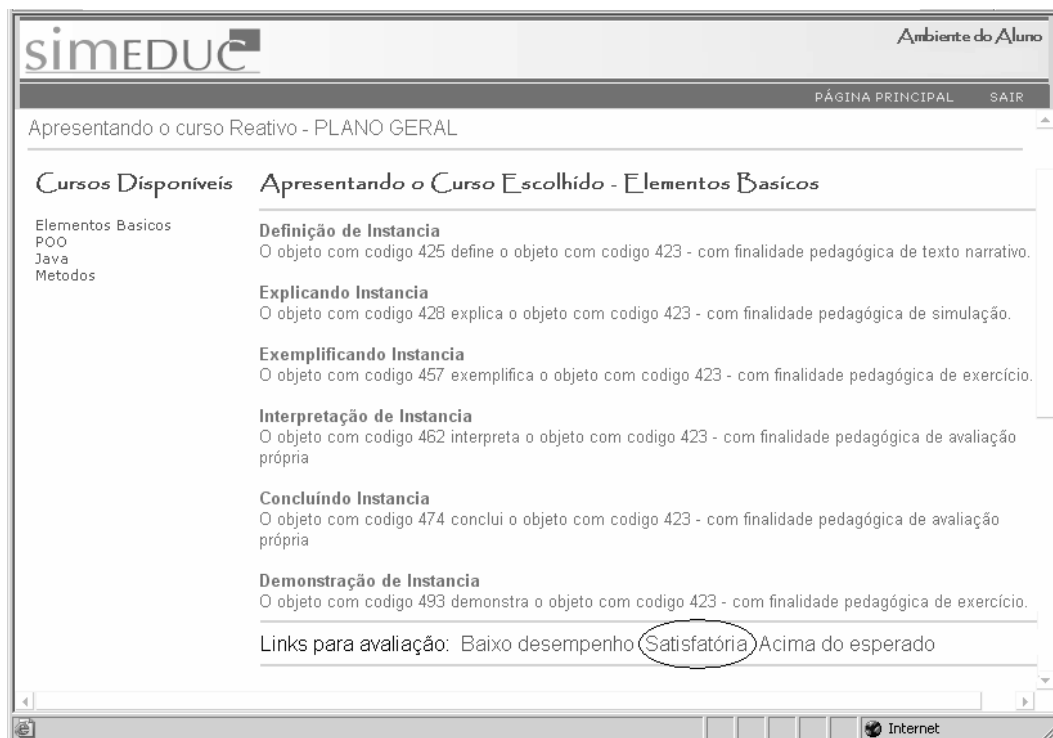 simEDUC
Ambiente do Aluno
PÁGINA PRINCIPAL SAIR
Apresentando o curso Reativo - PLANO GERAL
Cursos Disponíveis
Elementos Basicos
POO
Java
Metodos
Apresentando o Curso Escolhido - Elementos Basicos
Definição de Instancia
O objeto com codigo 425 define o objeto com codigo 423 - com finalidade pedagógica de texto narrativo.
Explicando Instancia
O objeto com codigo 428 explica o objeto com codigo 423 - com finalidade pedagógica de simulação.
Exemplificando Instancia
O objeto com codigo 457 exemplifica o objeto com codigo 423 - com finalidade pedagógica de exercício.
Interpretação de Instancia
O objeto com codigo 462 interpreta o objeto com codigo 423 - com finalidade pedagógica de avaliação
própria
Concluíndo Instancia
O objeto com codigo 474 conclui o objeto com codigo 423 - com finalidade pedagógica de avaliação
própria
Demonstração de Instancia
O objeto com codigo 493 demonstra o objeto com codigo 423 - com finalidade pedagógica de exercício.
Links para avaliação: Baixo desempenho Satisfatória Acima do esperado
Internet